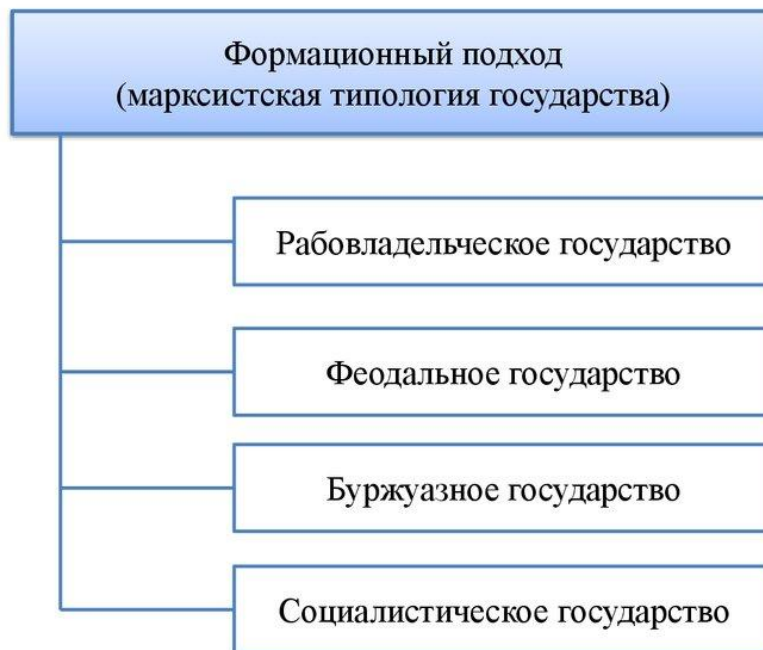 Формационный подход
(марксистская типология государства)
Рабовладельческое государство
Феодальное государство
Буржуазное государство
Социалистическое государство